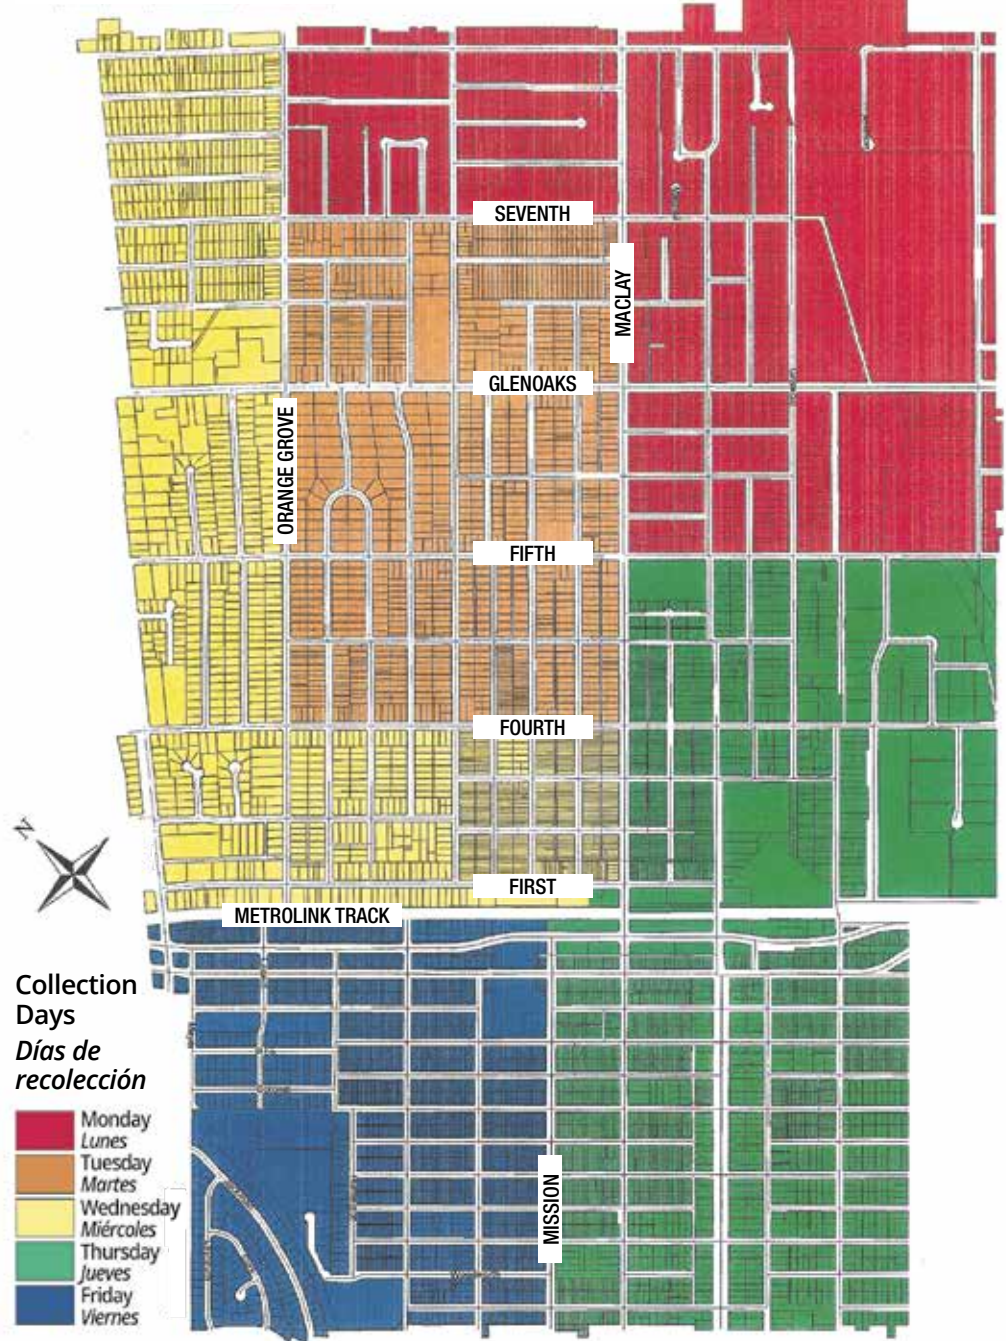 SEVENTH
MACLAY
GLENOAKS
ORANGE GROVE
FIFTH
FOURTH
N
FIRST
METROLINK TRACK
Collection
Days
Días de
recolección
Monday
Lunes
Tuesday
Martes
Wednesday
Miércoles
Thursday
Jueves
Friday
Viernes
MISSION